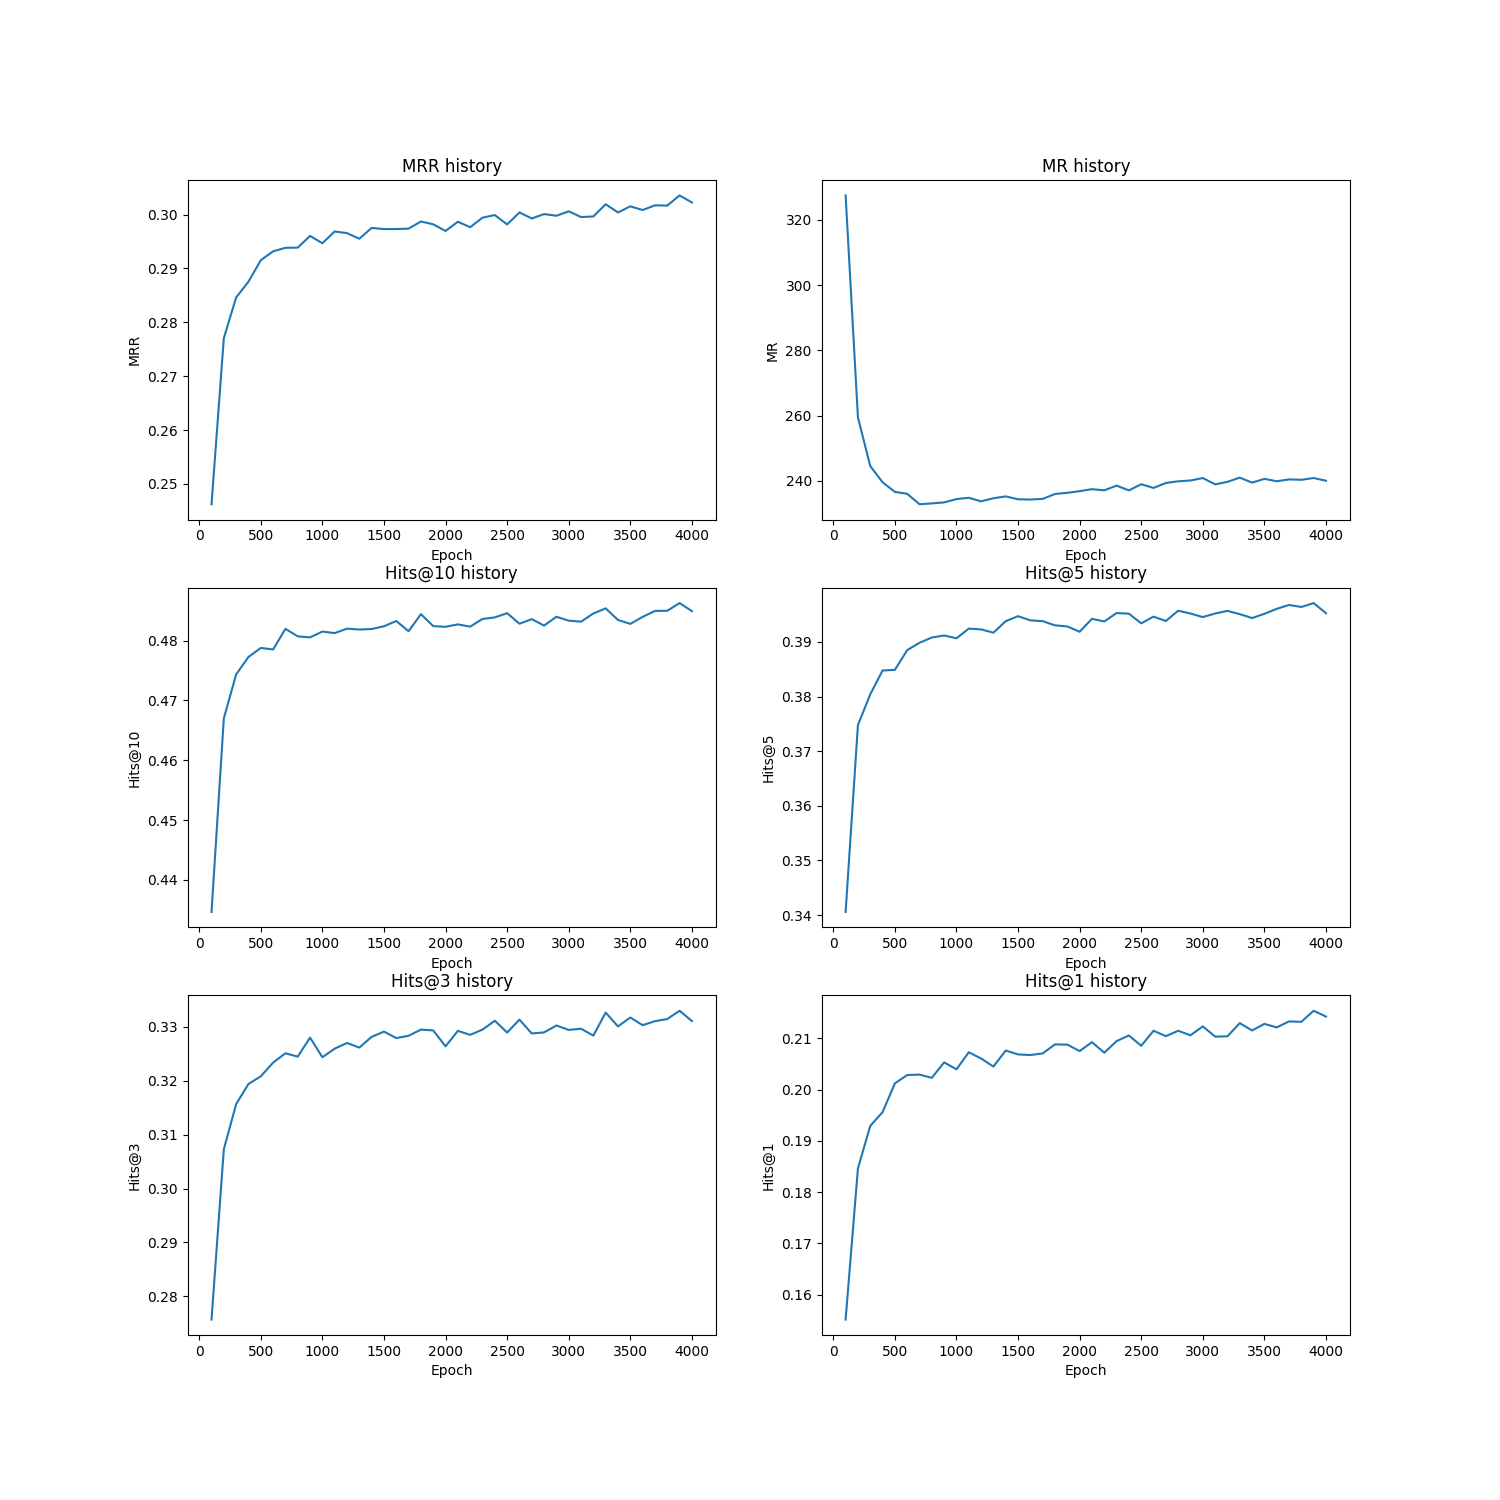 MRR history
0.30
0.29
0.28
0.27
0.26
0.25
MRR
0 500 1000 1500 2000 2500 3000 3500 4000
Epoch
MR history
320
300
280
260
240
MR
0 500 1000 1500 2000 2500 3000 3500 4000
Epoch
Hits@10 history
0.48
0.47
0.46
0.45
0.44
Hits@10
0 500 1000 1500 2000 2500 3000 3500 4000
Epoch
Hits@5 history
0.39
0.38
0.37
0.36
0.35
0.34
Hits@5
0 500 1000 1500 2000 2500 3000 3500 4000
Epoch
Hits@3 history
0.33
0.32
0.31
0.30
0.29
0.28
Hits@3
0 500 1000 1500 2000 2500 3000 3500 4000
Epoch
Hits@1 history
0.21
0.20
0.19
0.18
0.17
0.16
Hits@1
0 500 1000 1500 2000 2500 3000 3500 4000
Epoch